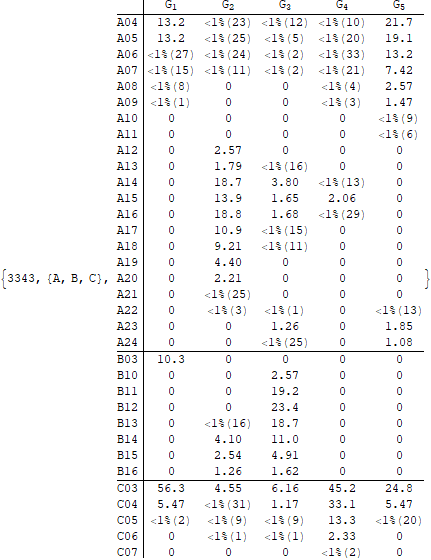 G1 G2 G3 G4 G5
A04 13.2 <1%(23) <1%(12) <1%(10) 21.7
A05 13.2 <1%(25) <1%(5) <1%(20) 19.1
A06 <1%(27) <1%(24) <1%(2) <1%(33) 13.2
A07 <1%(15) <1%(11) <1%(2) <1%(21) 7.42
A08 <1%(8) 0 0 <1%(4) 2.57
A09 <1%(1) 0 0 <1%(3) 1.47
A10 0 0 0 0 <1%(9)
A11 0 0 0 0 <1%(6)
A12 0 2.57 0 0 0
A13 0 1.79 <1%(16) 0 0
A14 0 18.7 3.80 <1%(13) 0
A15 0 13.9 1.65 2.06 0
A16 0 18.8 1.68 <1%(29) 0
A17 0 10.9 <1%(15) 0 0
A18 0 9.21 <1%(11) 0 0
A19 0 4.40 0 0 0
{3343, {A, B, C}, A20 0 2.21 0 0 0 }
A21 0 <1%(25) 0 0 0
A22 0 <1%(3) <1%(1) 0 <1%(13)
A23 0 0 1.26 0 1.85
A24 0 0 <1%(25) 0 1.08
B03 10.3 0 0 0 0
B10 0 0 2.57 0 0
B11 0 0 19.2 0 0
B12 0 0 23.4 0 0
B13 0 <1%(16) 18.7 0 0
B14 0 4.10 11.0 0 0
B15 0 2.54 4.91 0 0
B16 0 1.26 1.62 0 0
C03 56.3 4.55 6.16 45.2 24.8
C04 5.47 <1%(31) 1.17 33.1 5.47
C05 <1%(2) <1%(9) <1%(9) 13.3 <1%(20)
C06 0 <1%(1) <1%(1) 2.33 0
C07 0 0 0 <1%(2) 0